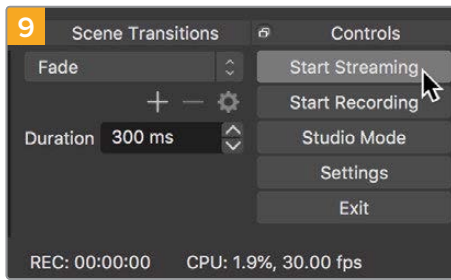 9
Scene Transitions
Controls
Fade
Start Streaming
Start Recording
Duration 300 ms
Studio Mode
Settings
Exit
REC: 00:00:00 CPU: 1.9%, 30.00 fps